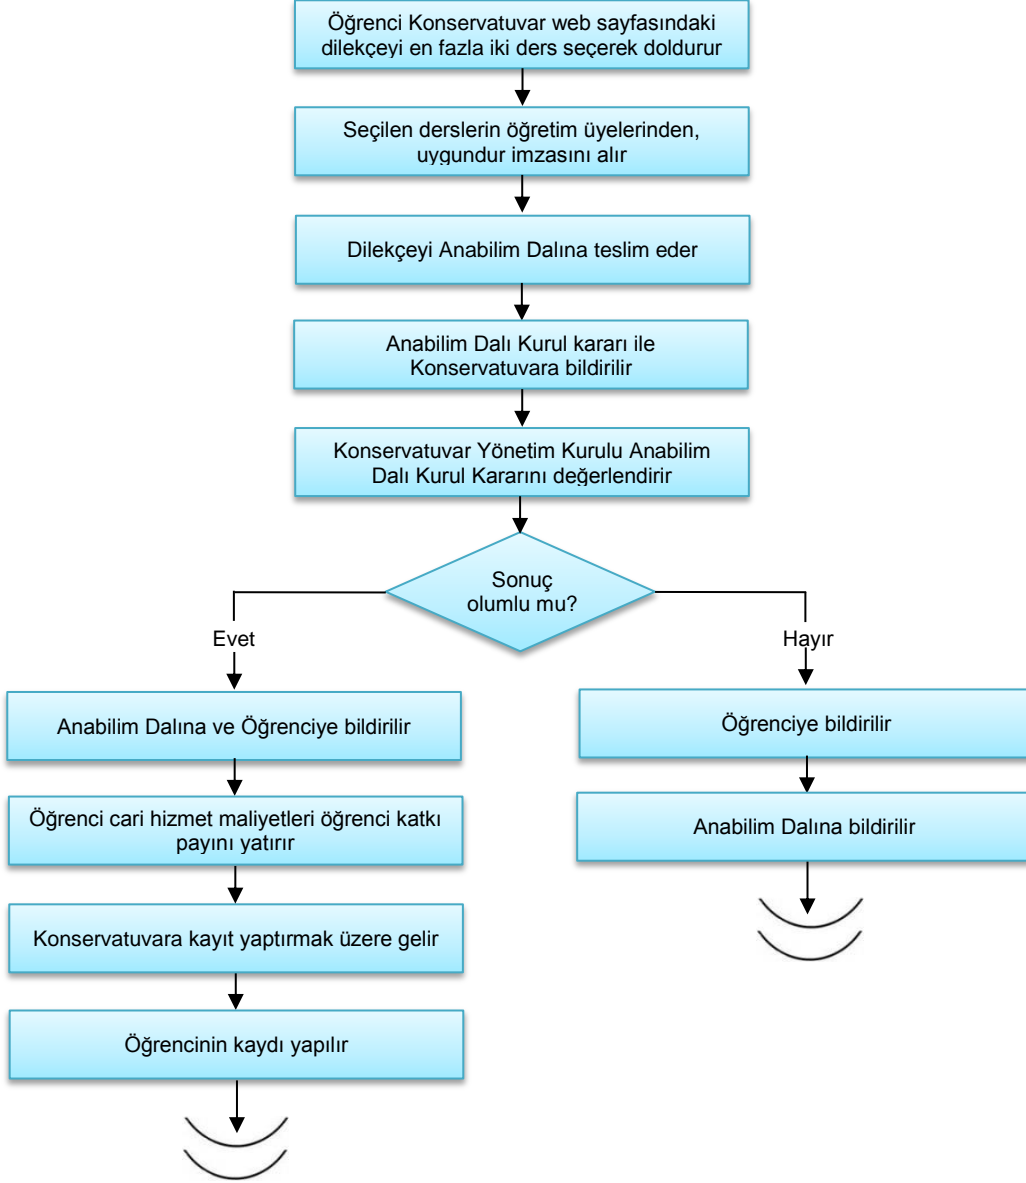 Öğrenci Konservatuvar web sayfasındaki
dilekçeyi en fazla iki ders seçerek doldurur
Seçilen derslerin öğretim üyelerinden,
uygundur imzasını alır
Dilekçeyi Anabilim Dalına teslim eder
Anabilim Dalı Kurul kararı ile
Konservatuvara bildirilir
Konservatuvar Yönetim Kurulu Anabilim
Dalı Kurul Kararını değerlendirir
Sonuç
olumlu mu?
Evet
Hayır
Anabilim Dalına ve Öğrenciye bildirilir
Öğrenciye bildirilir
Öğrenci cari hizmet maliyetleri öğrenci katkı
payını yatırır
Anabilim Dalına bildirilir
Konservatuvara kayıt yaptırmak üzere gelir
Öğrencinin kaydı yapılır